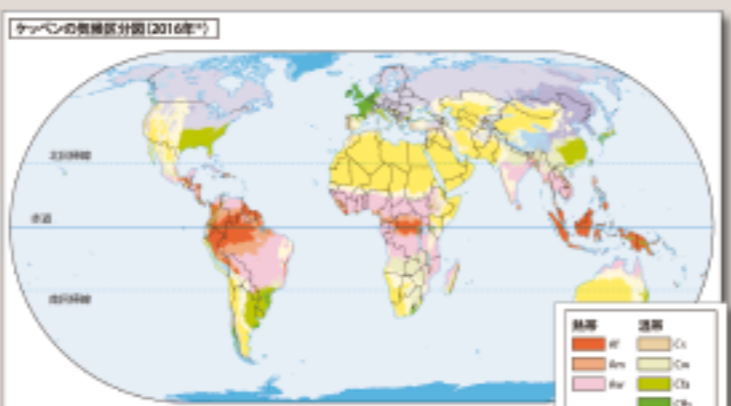 ケッペンの気候区分図(2016年*)
北回帰線
赤道
南回帰線
熱帯 温帯
Af Cs
Am Cw
Aw Cfa
Cfb